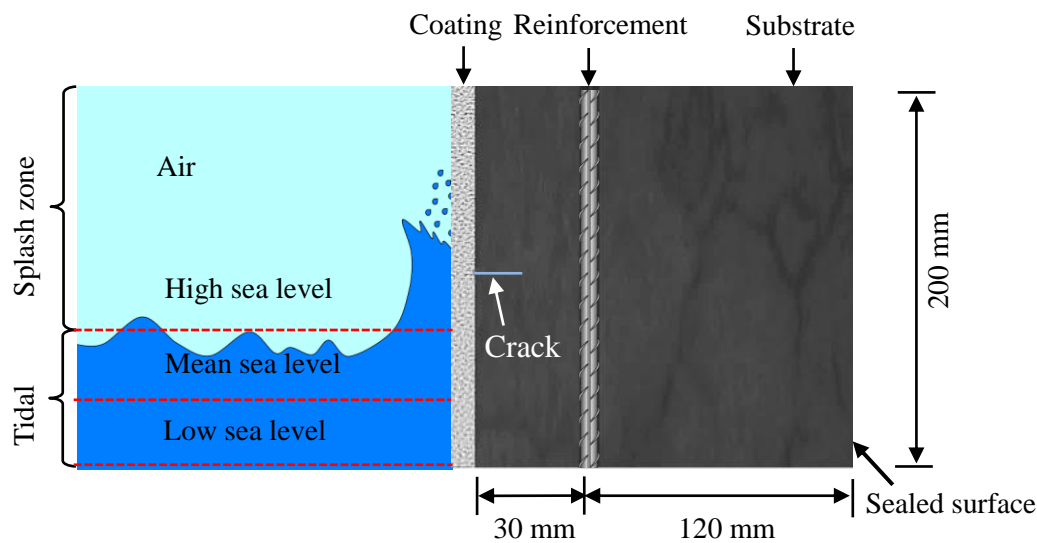 Coating Reinforcement Substrate
Splash zone
Air
High sea level
Crack
200 mm
Tidal
Mean sea level
Low sea level
Sealed surface
30 mm
120 mm